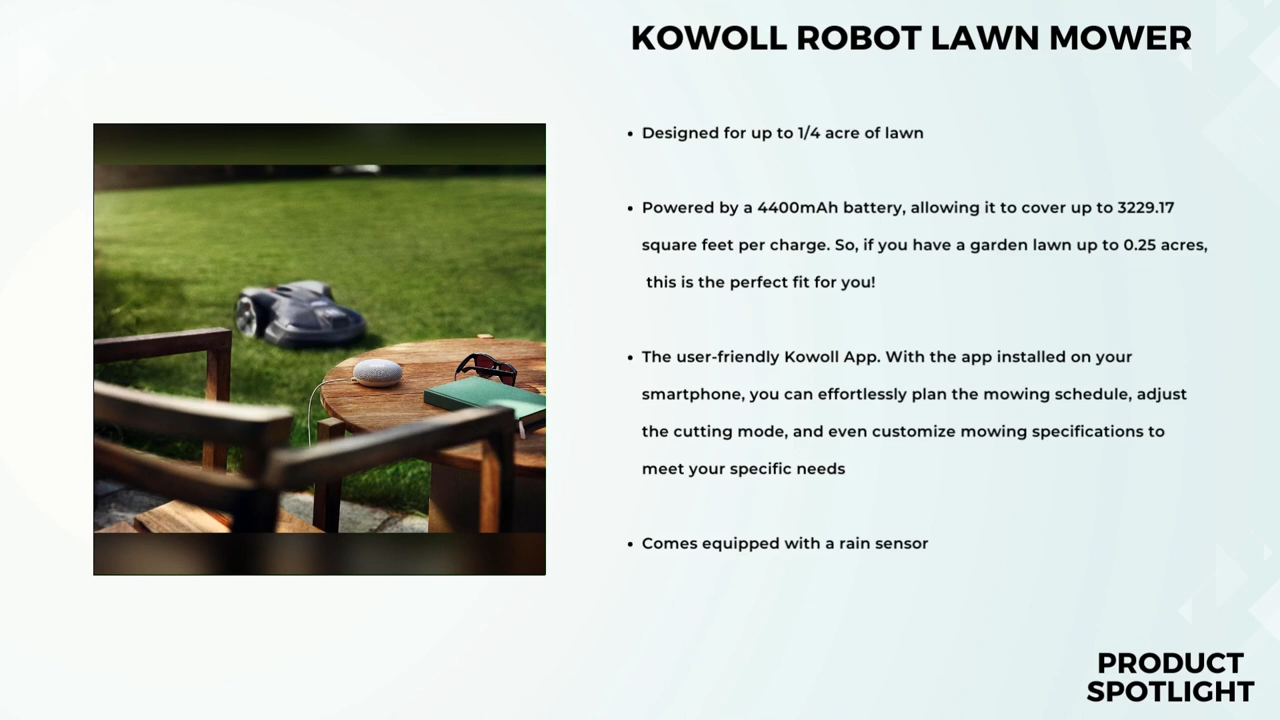 KOWOLL ROBOT LAWN MOWER
• Designed for up to 1/4 acre of lawn
• Powered by a 4400mAh battery, allowing it to cover up to 3229.17
square feet per charge. So, if you have a garden lawn up to 0.25 acres,
this is the perfect fit for you!
• The user-friendly Kowoll App. With the app installed on your
smartphone, you can effortlessly plan the mowing schedule, adjust
the cutting mode, and even customize mowing specifications to
meet your specific needs
• Comes equipped with a rain sensor
PRODUCT
SPOTLIGHT